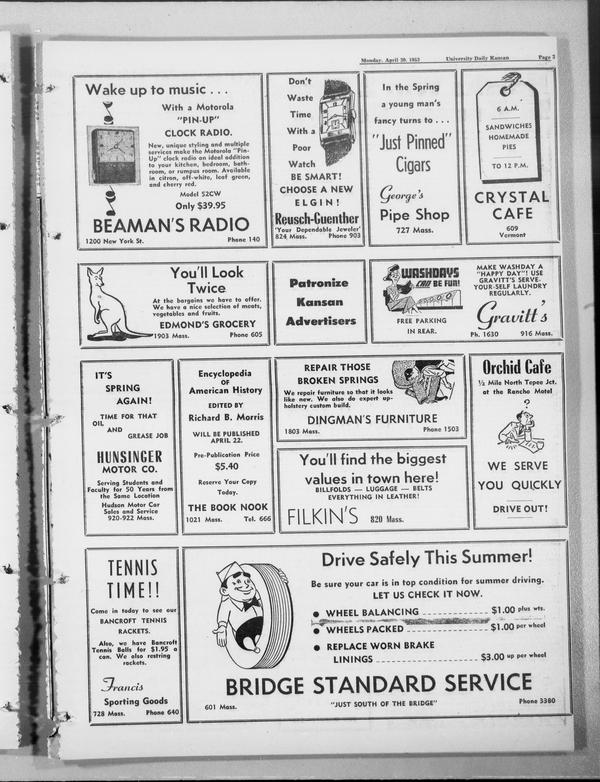 Monday, April 20, 1953 University Daily Kansan Page 3
Wake up to music . . .
With a Motorola
"PIN-UP"
CLOCK RADIO.
New, unique styling and multiple
services make the Motorola "Pin-
Up" clock radio an ideal addition
to your kitchen, bedroom, bath-
room, or rumpus room. Available
in citron, off-white, leaf green,
and cherry red.
Model 52CW
Only $39.95
BEAMAN'S RADIO
1200 New York St. Phone 140
Don't
Waste
Time
With a
Poor
Watch
BE SMART!
CHOOSE A NEW
ELGIN!
Reusch-Guenther
'Your Dependable Jeweler'
824 Mass. Phone 903
In the Spring
a young man's
fancy turns to . . .
"Just Pinned"
Cigars
George's
Pipe Shop
727 Mass.
6 A.M.
SANDWICHES
HOMEMADE
PIES
TO 12 P.M.
CRYSTAL
CAFE
609
Vermont
You'll Look
Twice
At the bargains we have to offer.
We have a nice selection of meats,
vegetables and fruits.
EDMOND'S GROCERY
1903 Mass. Phone 605
Patronize
Kansan
Advertisers
WASHDAYS
CAN BE FUN!
FREE PARKING
IN REAR.
MAKE WASHDAY A
"HAPPY DAY"! USE
GRAVITT'S SERVE-
YOUR-SELF LAUNDRY
REGULARLY.
Gravitt's
Ph. 1630 916 Mass.
IT'S
SPRING
AGAIN!
TIME FOR THAT
OIL
AND
GREASE JOB
HUNSINGER
MOTOR CO.
Serving Students and
Faculty for 50 Years from
the Same Location
Hudson Motor Car
Sales and Service
920-922 Mass.
Encyclopedia
OF
American History
EDITED BY
Richard B. Morris
WILL BE PUBLISHED
APRIL 22.
Pre-Publication Price
$5.40
Reserve Your Copy
Today.
THE BOOK NOOK
1021 Mass. Tel. 666
REPAIR THOSE
BROKEN SPRINGS
We repair furniture so that it looks
like new. We also do expert up-
holstery custom build.
DINGMAN'S FURNITURE
1803 Mass. Phone 1503
You'll find the biggest
values in town here!
BILLFOLDS — LUGGAGE — BELTS
EVERYTHING IN LEATHER!
FILKIN'S 820 Mass.
Orchid Cafe
½ Mile North Tepee Jct.
at the Rancho Motel
?
WE SERVE
YOU QUICKLY
DRIVE OUT!
TENNIS
TIME!!
Come in today to see our
BANCROFT TENNIS
RACKETS.
Also, we have Bancroft
Tennis Balls for $1.95 a
can. We also restring
rackets.
Francis
Sporting Goods
728 Mass. Phone 640
Drive Safely This Summer!
Be sure your car is in top condition for summer driving.
LET US CHECK IT NOW.
● WHEEL BALANCING $1.00 plus wts.
● WHEELS PACKED $1.00 per wheel
● REPLACE WORN BRAKE
LININGS $3.00 up per wheel
BRIDGE STANDARD SERVICE
601 Mass. "JUST SOUTH OF THE BRIDGE" Phone 3380